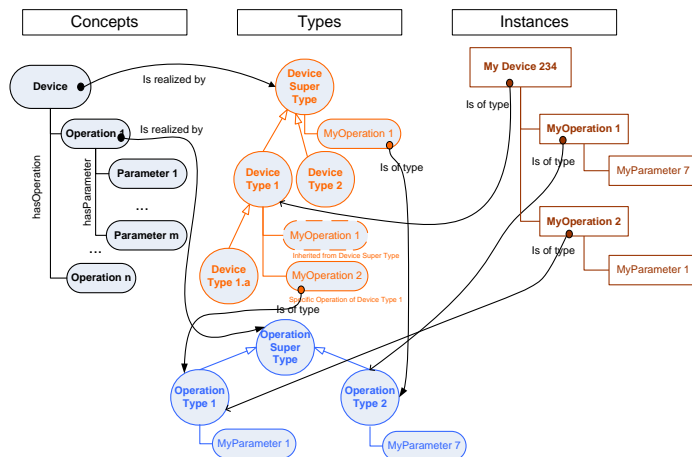 Concepts
Types
Instances
Device
Is realized by
Device
Super
Type
My Device 234
Is of type
Operation 1
Is realized by
MyOperation 1
MyOperation 1
Is of type
Is of type
hasOperation
hasParameter
Parameter 1
Device
Type 1
Device
Type 2
MyParameter 7
...
Parameter m
MyOperation 1
Inherited from Device Super Type
MyOperation 2
Is of type
...
Operation n
Device
Type 1.a
MyOperation 2
Specific Operation of Device Type 1
MyParameter 1
Is of type
Operation
Super
Type
Operation
Type 1
Operation
Type 2
MyParameter 1
MyParameter 7